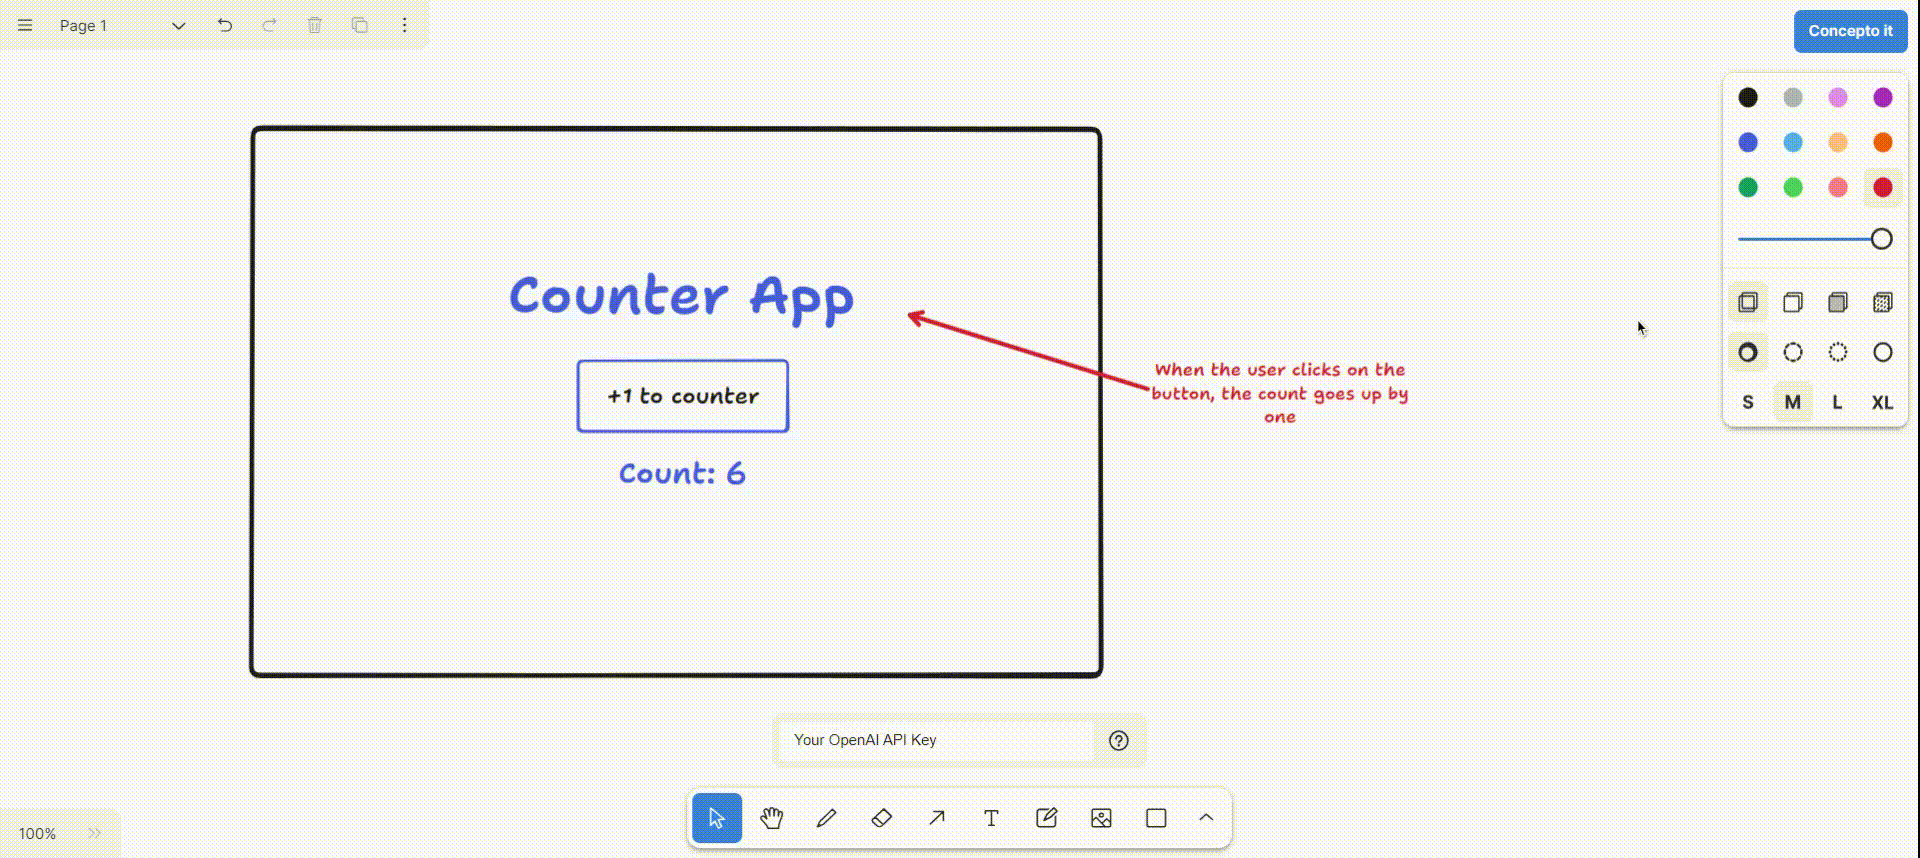 Page 1
Concepto it
Counter App
+1 to counter
Count: 6
When the user clicks on the
button, the count goes up by
one
S M L XL
Your OpenAI API Key
100%